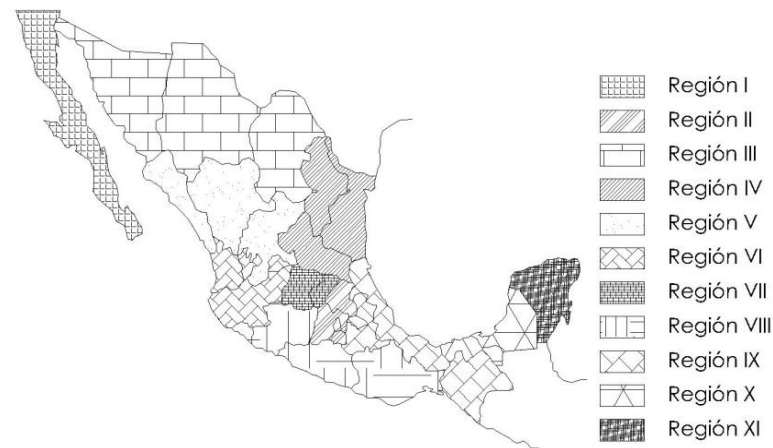 Región I
Región II
Región III
Región IV
Región V
Región VI
Región VII
Región VIII
Región IX
Región X
Región XI